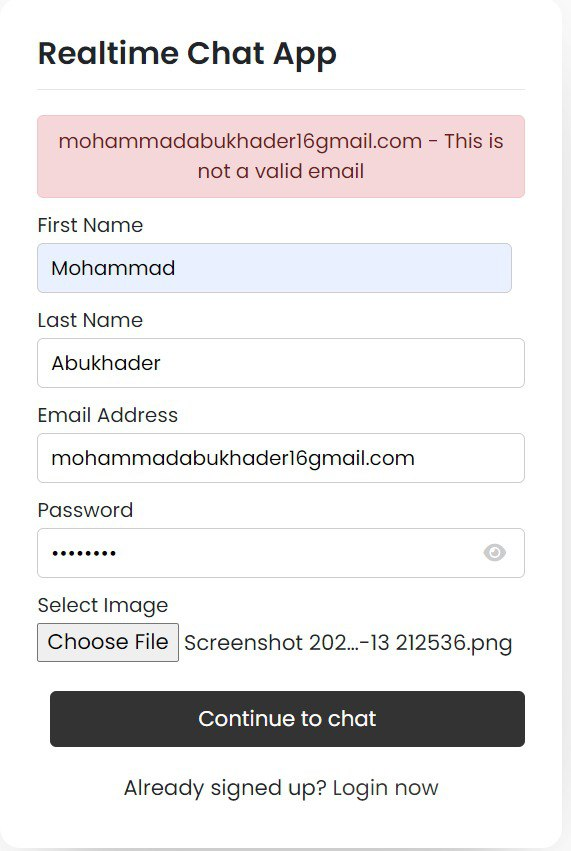 Realtime Chat App
mohammadabukhader16gmail.com - This is
not a valid email
First Name
Mohammad
Last Name
Abukhader
Email Address
mohammadabukhader16gmail.com
Password
••••••••
Select Image
Choose File Screenshot 202...-13 212536.png
Continue to chat
Already signed up? Login now